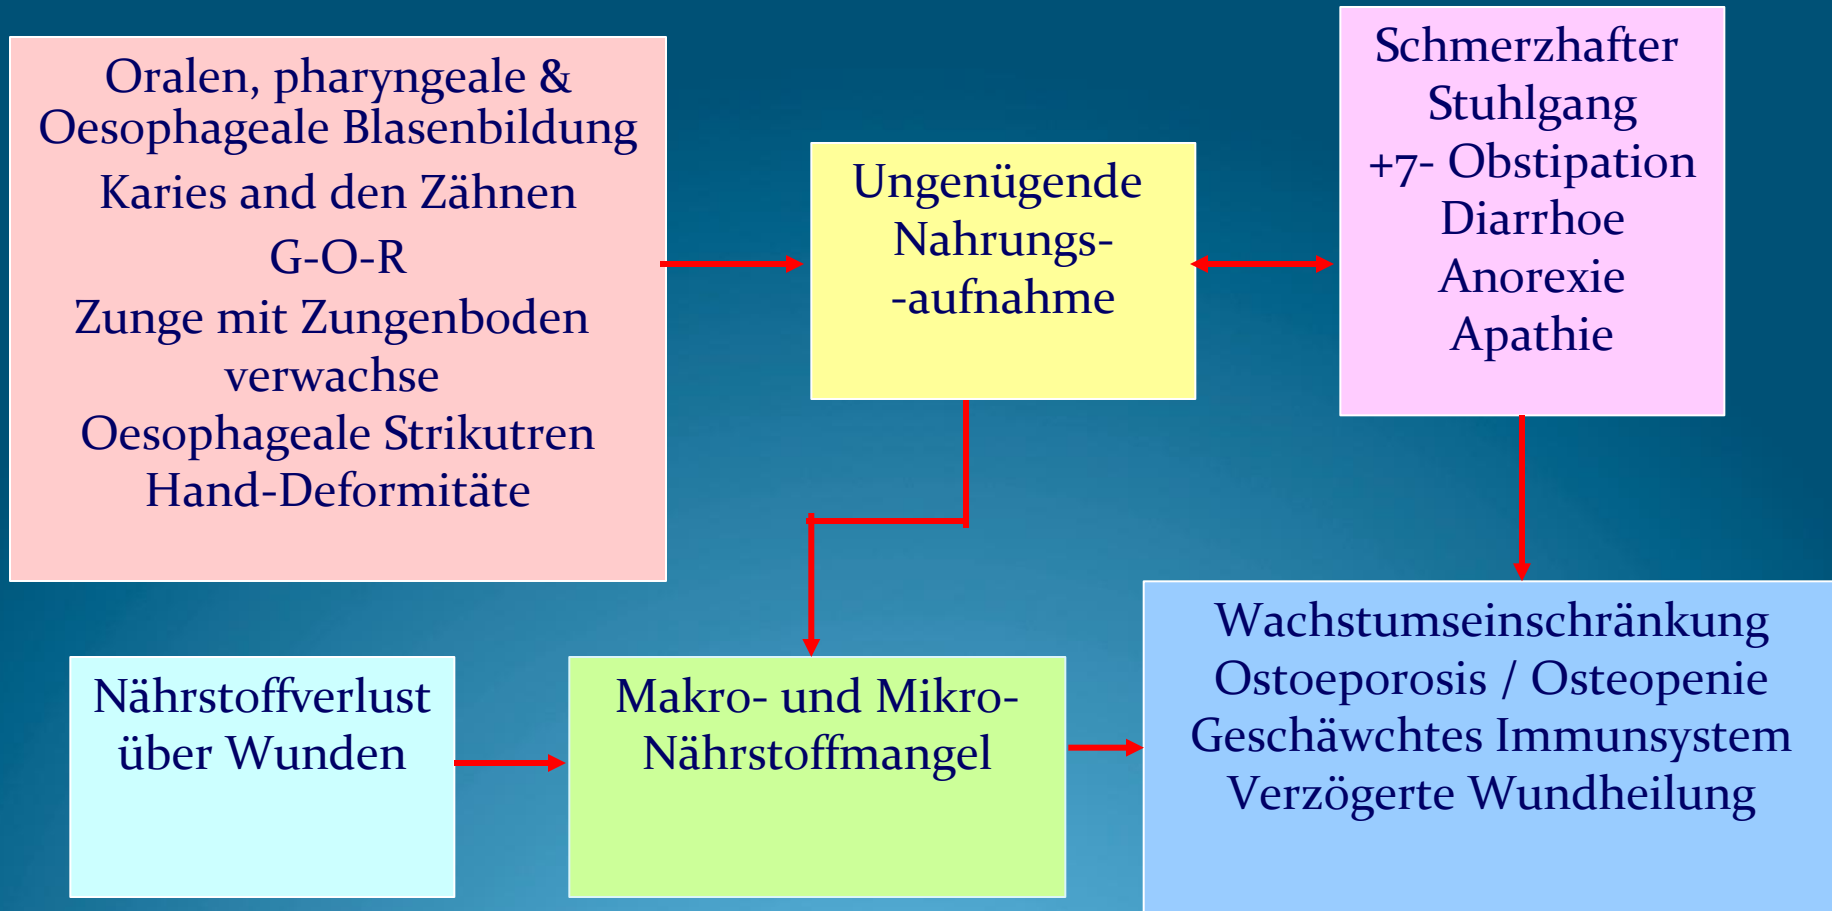 Oralen, pharyngeale &
Oesophageale Blasenbildung
Karies and den Zähnen
G-O-R
Zunge mit Zungenboden
verwachse
Oesophageale Strikutren
Hand-Deformitäte
Ungenügende
Nahrungs-
-aufnahme
Schmerzhafter
Stuhlgang
+7- Obstipation
Diarrhoe
Anorexie
Apathie
Nährstoffverlust
über Wunden
Makro- und Mikro-
Nährstoffmangel
Wachstumseinschränkung
Ostoeporosis / Osteopenie
Geschäwchtes Immunsystem
Verzögerte Wundheilung